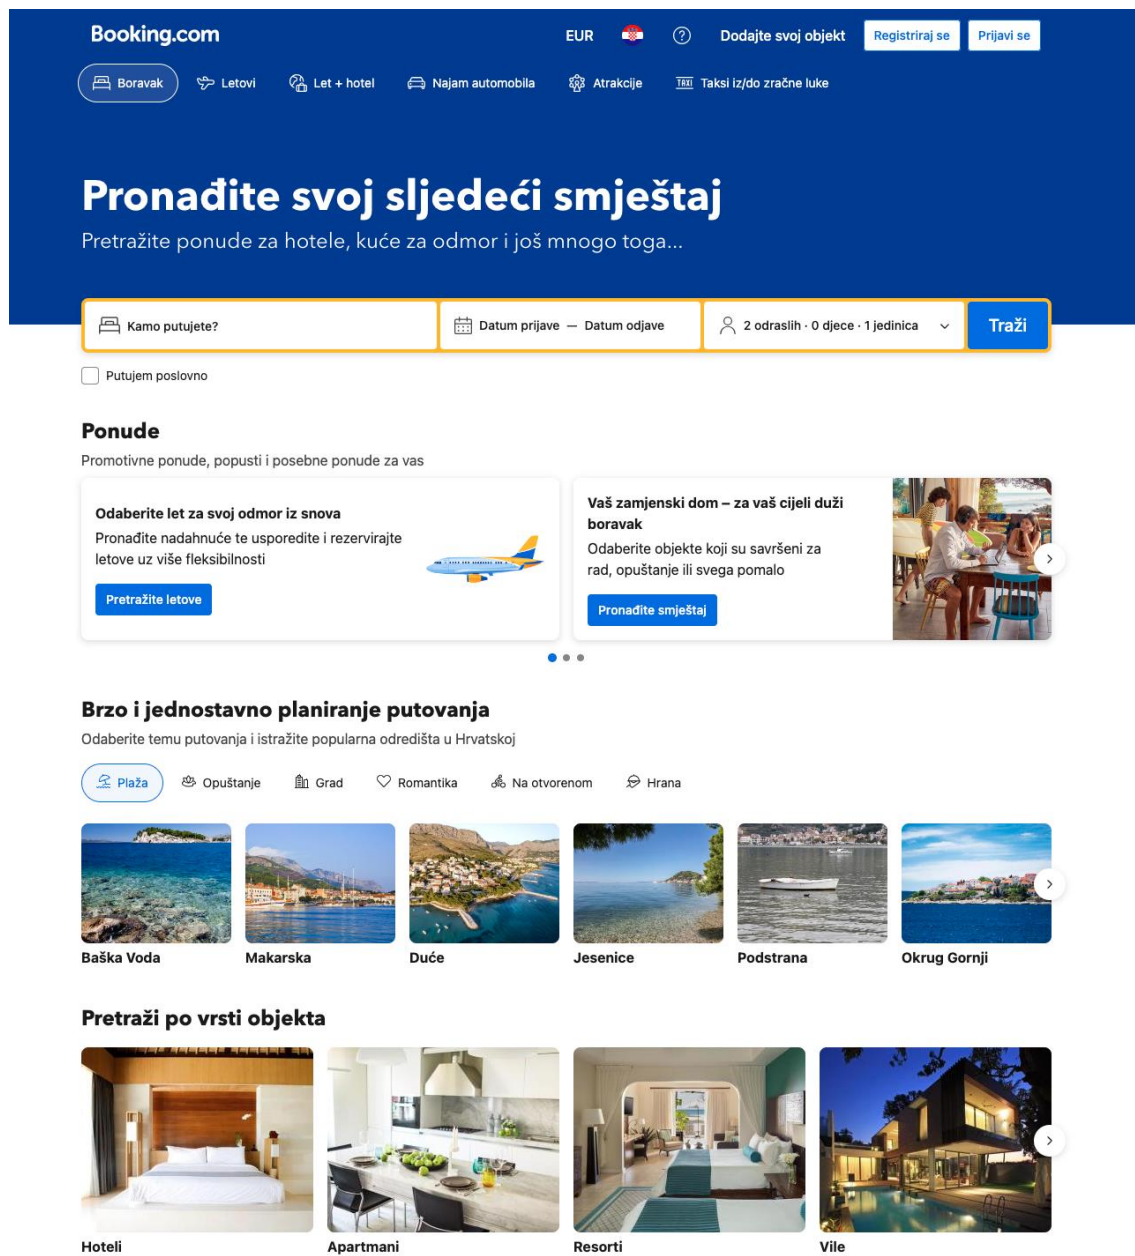 Booking.com
EUR
Dodajte svoj objekt
Registriraj se
Prijavi se
Boravak
Letovi
Let + hotel
Najam automobila
Atrakcije
TAXI
Taksi iz/do zračne luke
Pronađite svoj sljedeći smještaj
Pretražite ponude za hotele, kuće za odmor i još mnogo toga...
Kamo putujete?
Datum prijave — Datum odjave
2 odraslih · 0 djece · 1 jedinica
Traži
Putujem poslovno
Ponude
Promotivne ponude, popusti i posebne ponude za vas
Odaberite let za svoj odmor iz snova
Pronađite nadahnuće te usporedite i rezervirajte
letove uz više fleksibilnosti
Pretražite letove
Vaš zamjenski dom – za vaš cijeli duži
boravak
Odaberite objekte koji su savršeni za
rad, opuštanje ili svega pomalo
Pronađite smještaj
Brzo i jednostavno planiranje putovanja
Odaberite temu putovanja i istražite popularna odredišta u Hrvatskoj
Plaža
Opuštanje
Grad
Romantika
Na otvorenom
Hrana
Baška Voda
Makarska
Duće
Jesenice
Podstrana
Okrug Gornji
Pretraži po vrsti objekta
Hoteli
Apartmani
Resorti
Vile